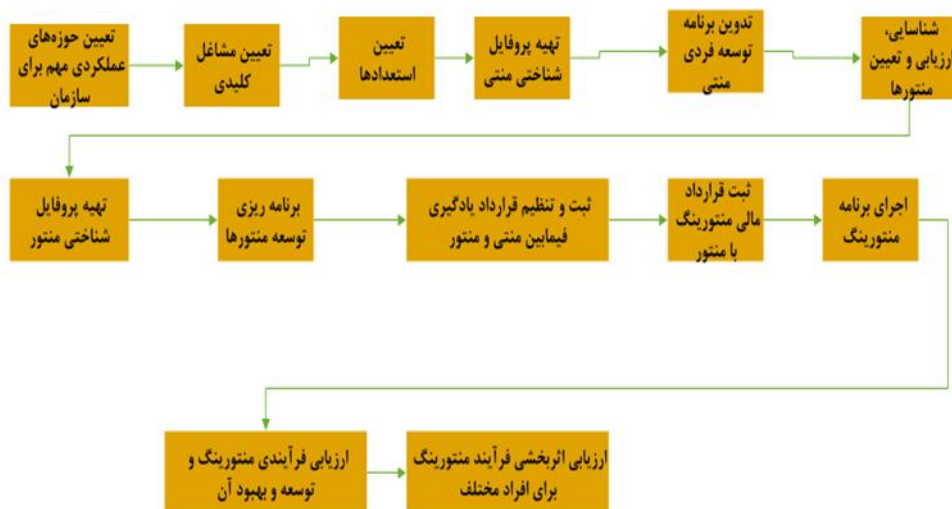 تعیین حوزه‌های
عملکردی مهم برای
سازمان
تعیین مشاغل
کلیدی
تعیین
استعدادها
تهیه پروفایل
شناختی منتی
تدوین برنامه
توسعه فردی
منتی
شناسایی،
ارزیابی و تعیین
منتورها
تهیه پروفایل
شناختی منتور
برنامه ریزی
توسعه منتورها
ثبت و تنظیم قرارداد یادگیری
فیمابین منتی و منتور
ثبت قرارداد
مالی منتورینگ
با منتور
اجرای برنامه
منتورینگ
ارزیابی فرآیندی منتورینگ و
توسعه و بهبود آن
ارزیابی اثربخشی فرآیند منتورینگ
برای افراد مختلف